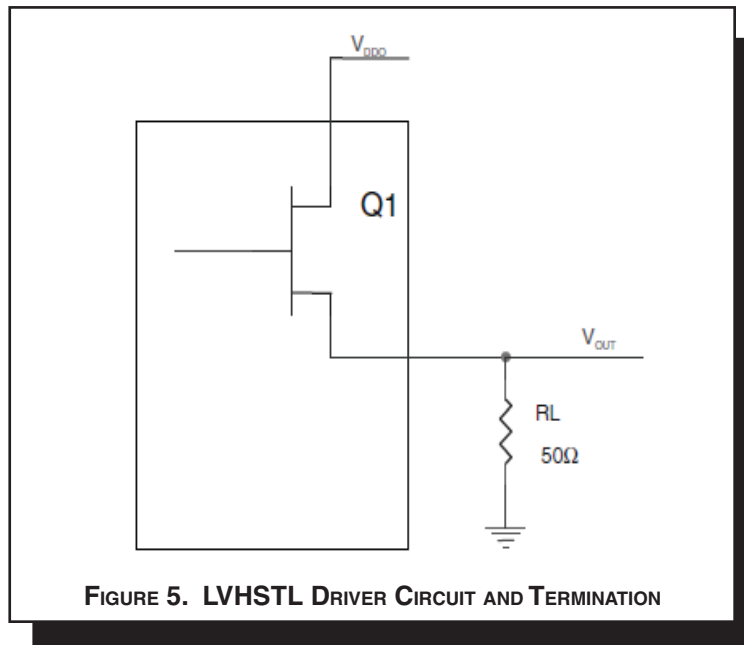 VDDO
Q1
VOUT
RL
50Ω
FIGURE 5. LVHSTL DRIVER CIRCUIT AND TERMINATION